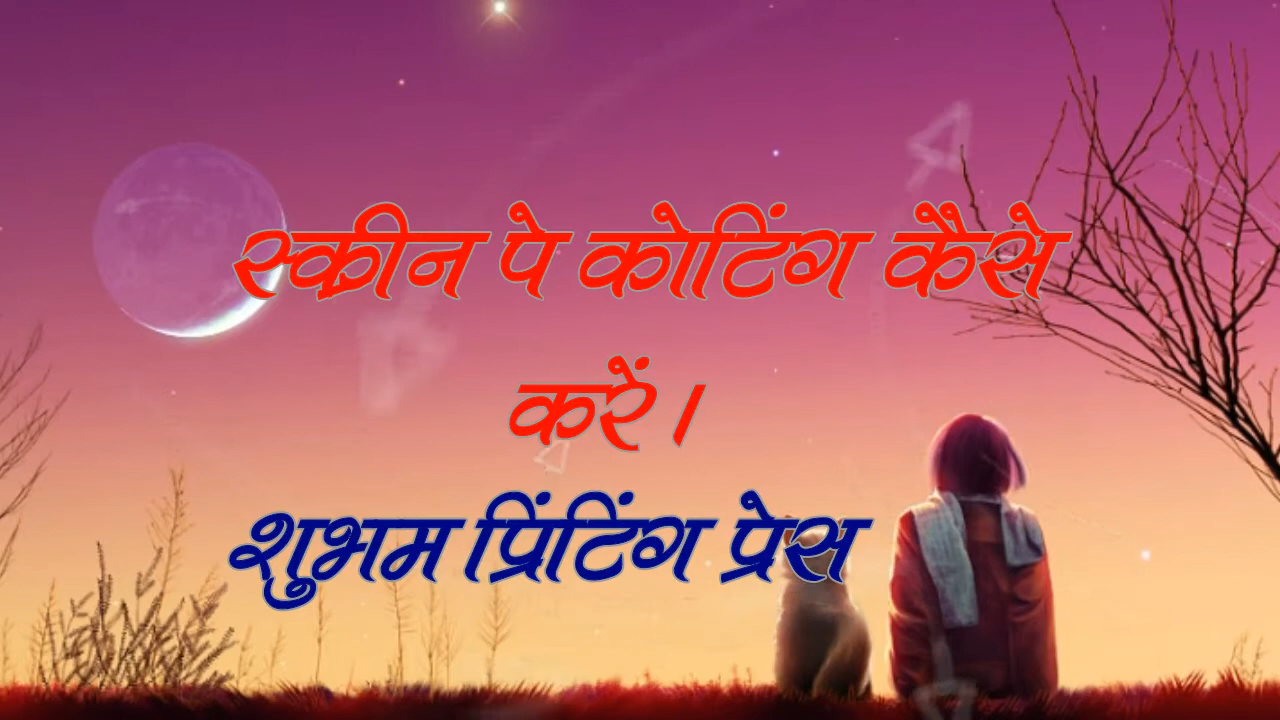 स्क्रीन पे कोटिंग कैसे
करें।
शुभम प्रिंटिंग प्रेस